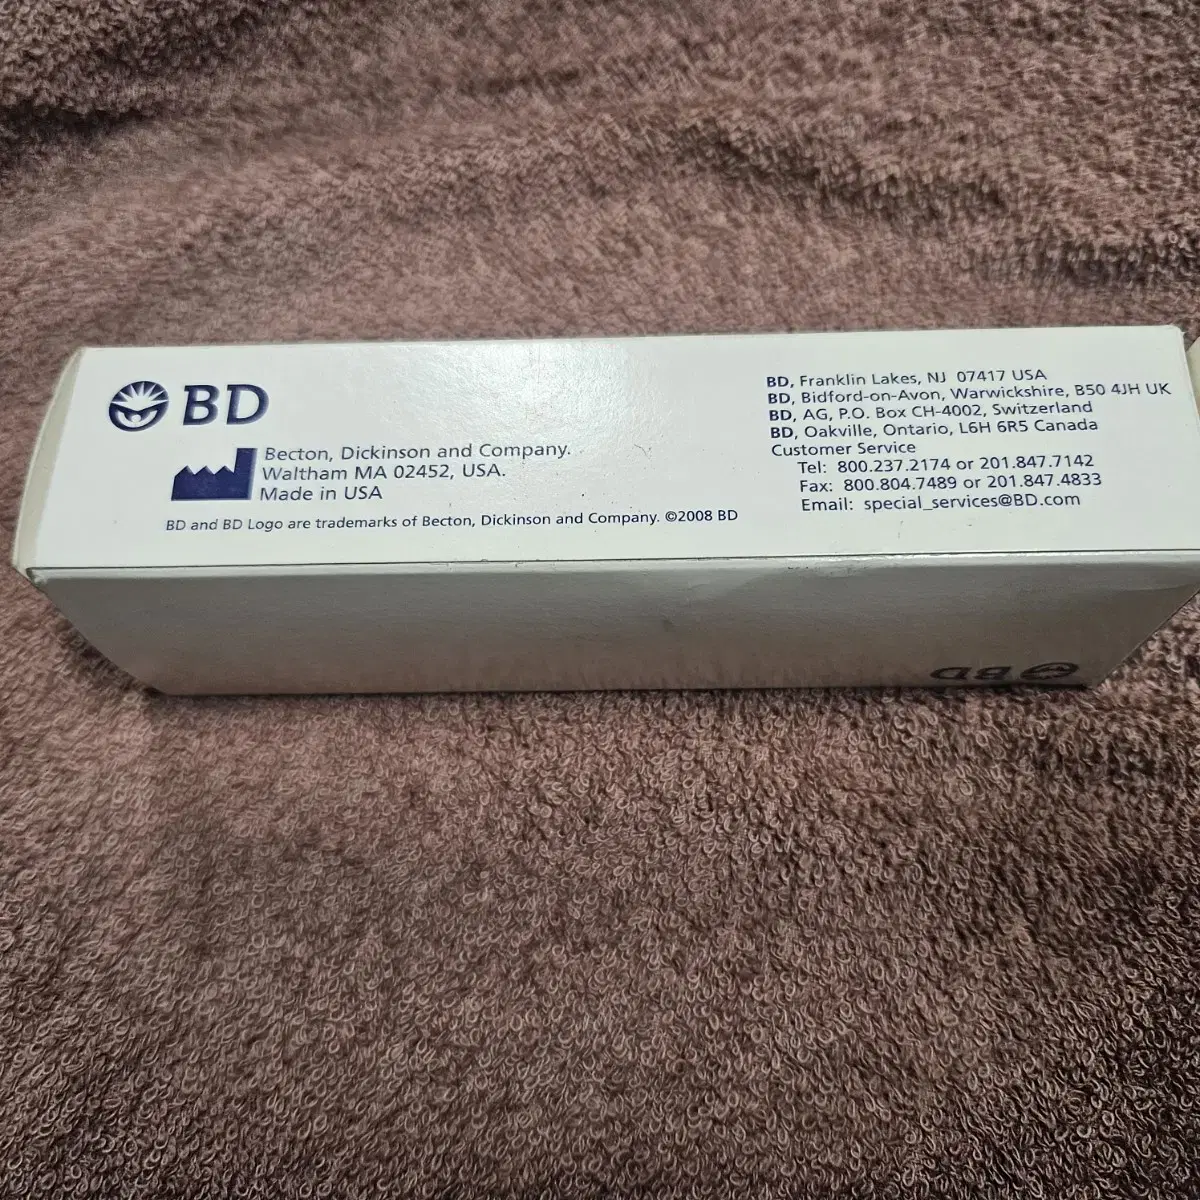 BD
Becton, Dickinson and Company.
Waltham MA 02452, USA.
Made in USA
BD and BD Logo are trademarks of Becton, Dickinson and Company. ©2008 BD
BD, Franklin Lakes, NJ 07417 USA
BD, Bidford-on-Avon, Warwickshire, B50 4JH UK
BD, AG, P.O. Box CH-4002, Switzerland
BD, Oakville, Ontario, L6H 6R5 Canada
Customer Service
Tel: 800.237.2174 or 201.847.7142
Fax: 800.804.7489 or 201.847.4833
Email: special_services@BD.com
BD